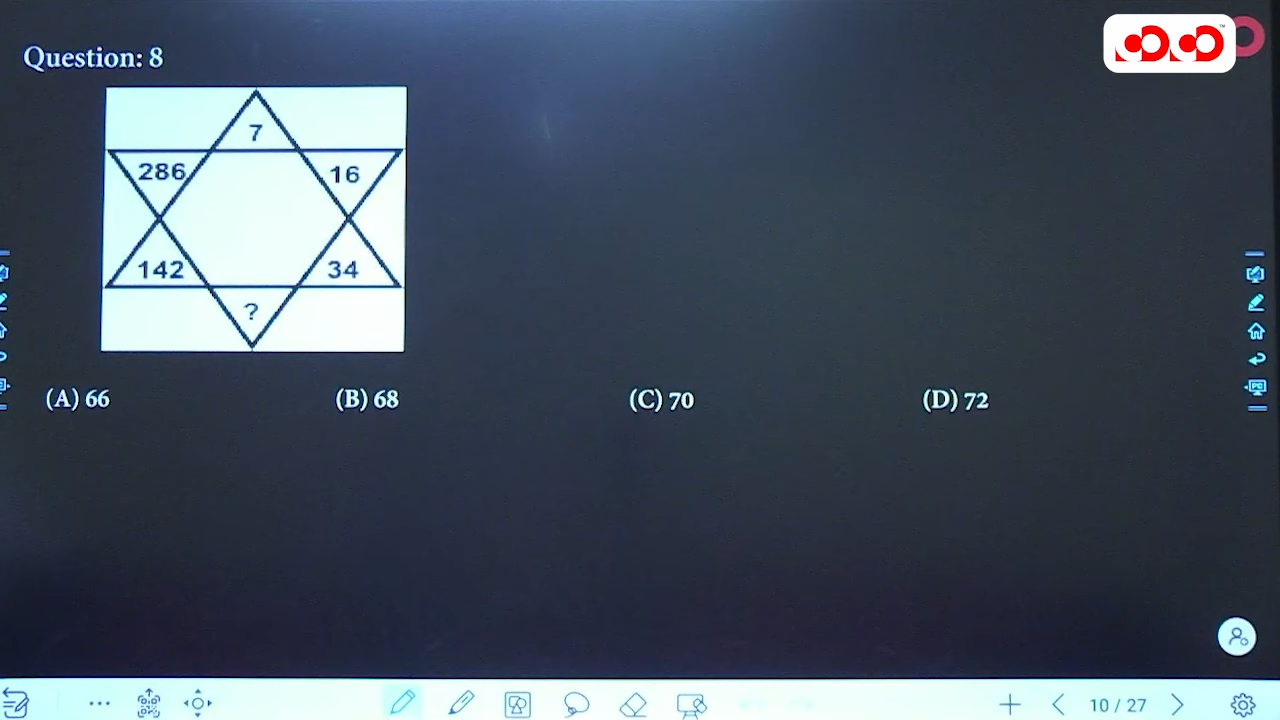 Question: 8
7
286
16
142
34
?
(A) 66
(B) 68
(C) 70
(D) 72
10 / 27